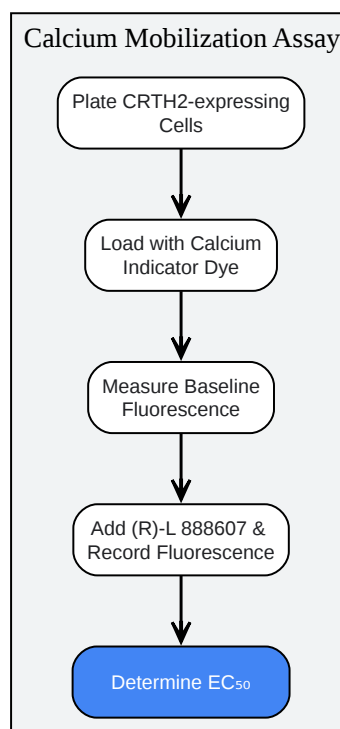 Calcium Mobilization Assay
Plate CRTH2-expressing
Cells
Load with Calcium
Indicator Dye
Measure Baseline
Fluorescence
Add (R)-L 888607 &
Record Fluorescence
Determine EC₅₀